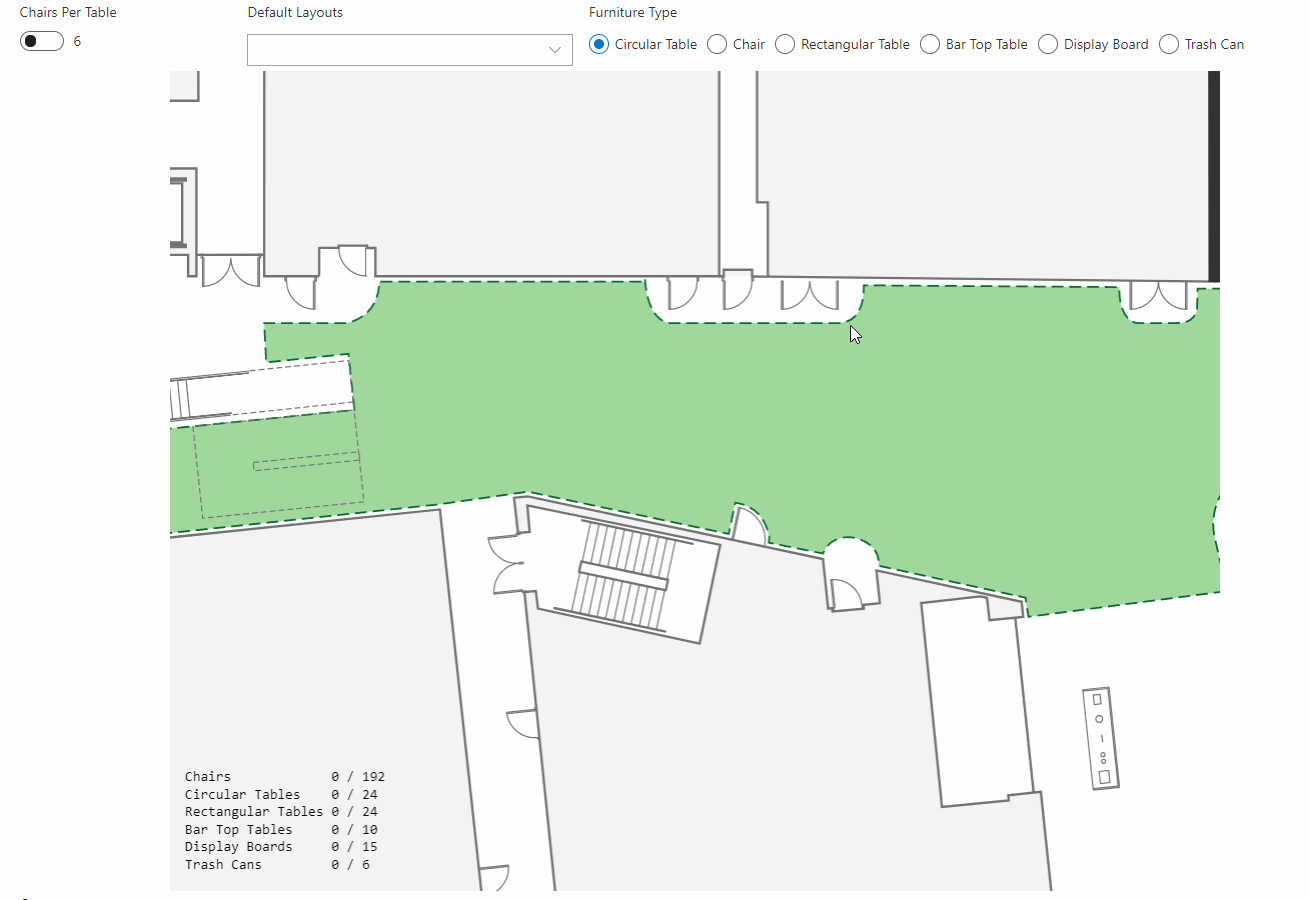 Chairs Per Table
6
Default Layouts
Furniture Type
Circular Table
Chair
Rectangular Table
Bar Top Table
Display Board
Trash Can
Chairs 0 / 192
Circular Tables 0 / 24
Rectangular Tables 0 / 24
Bar Top Tables 0 / 10
Display Boards 0 / 15
Trash Cans 0 / 6